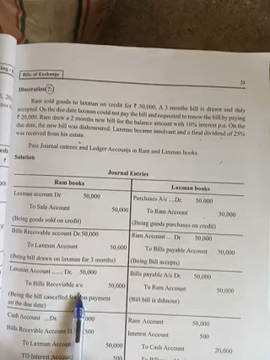 Bills of Exchange
21
Illustration 7:
Ram sold goods to laxman on credit for ₹ 50,000. A 3 months bill is drawn and duly
accepted. On the due date laxman could not pay the bill and requested to renew the bill by paying
₹ 20,000. Ram drew a 2 months new bill for the balance amount with 10% interest p.a. On the
due date, the new bill was dishonoured. Laxman became insolvent and a final dividend of 25%
was received from his estate.
Pass Journal entries and Ledger Accounts in Ram and Laxman books.
Solution
Journal Entries
Ram books
Laxman books
Laxman account Dr. 50,000
To Sale Account 50,000
(Being goods sold on credit)
Purchases A/c ...Dr. 50,000
To Ram Account 50,000
(Being goods purchases on credit)
Bills Receivable account Dr. 50,000
To Laxman Account 50,000
(Being bill drawn on laxman for 3 months)
Ram Account ... Dr 50,000
To Bills payable Account 50,000
(Being Bill accepts)
Laxman Account ...... Dr. 50,000
To Bills Receivable a/c 50,000
(Being the bill cancelled for payment
on the due date)
Bills payable A/c Dr. 50,000
To Ram Account 50,000
(Bill bill is dishonor)
Cash Account ...Dr.
Bills Receivable Account 500
To Laxman Account 50,000
TO Interest Account 500
Ram Account 50,000
Interest Account 500
To Cash Account 20,000